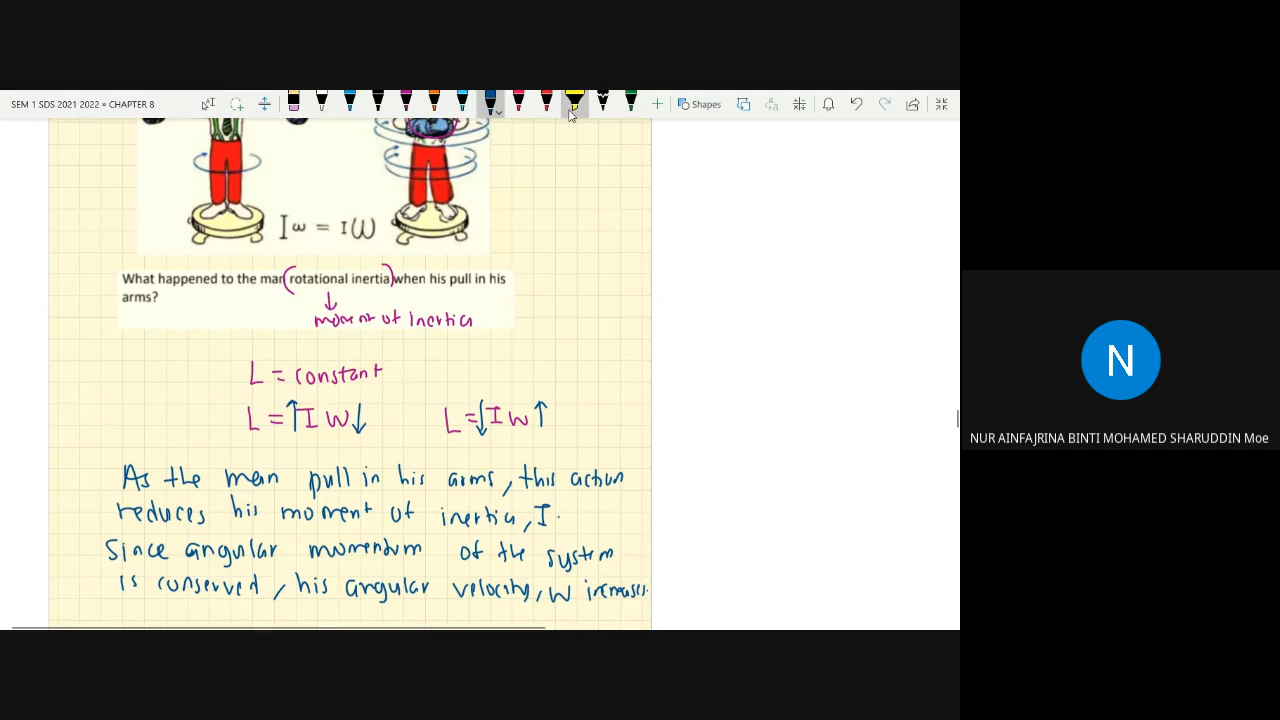 SEM 1 SDS 2021 2022 » CHAPTER 8
Shapes
Iω = Iω
What happened to the man rotational inertia when his pull in his
arms?
moment of inertia
L = constant
L = ↑ I W ↓ L = ↓ I W ↑
As the man pull in his arms, this action
reduces his moment of inertia, I.
Since angular momentum of the system
is conserved, his angular velocity, W increases.
N
NUR AINFAJRINA BINTI MOHAMED SHARUDDIN Moe